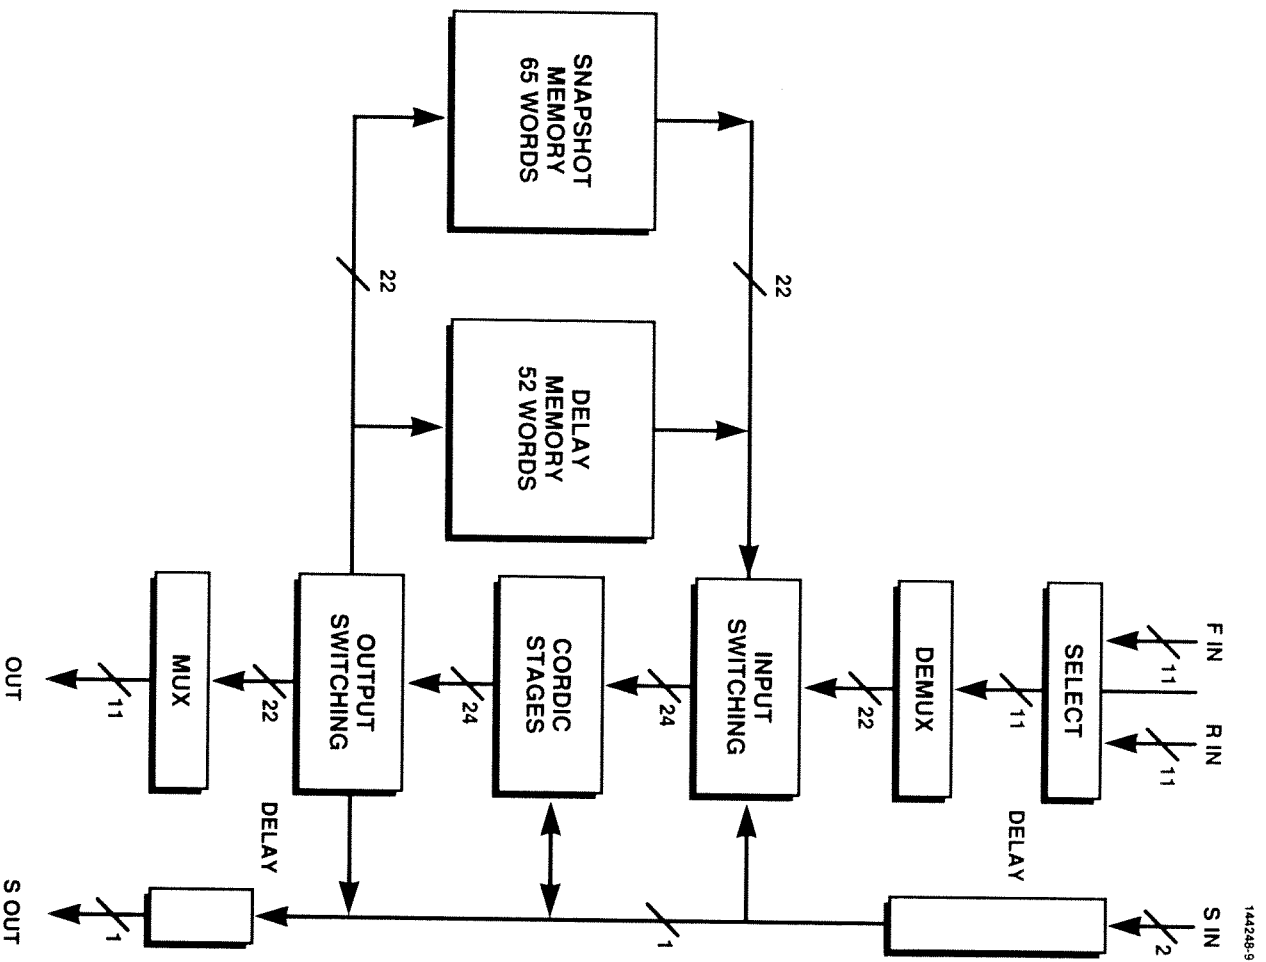 144248-9
F IN
R IN
S IN
11
11
2
SELECT
DELAY
11
DEMUX
22
22
INPUT
SWITCHING
24
1
SNAPSHOT
MEMORY
65 WORDS
DELAY
MEMORY
52 WORDS
CORDIC
STAGES
24
22
OUTPUT
SWITCHING
22
DELAY
MUX
11
1
OUT
S OUT